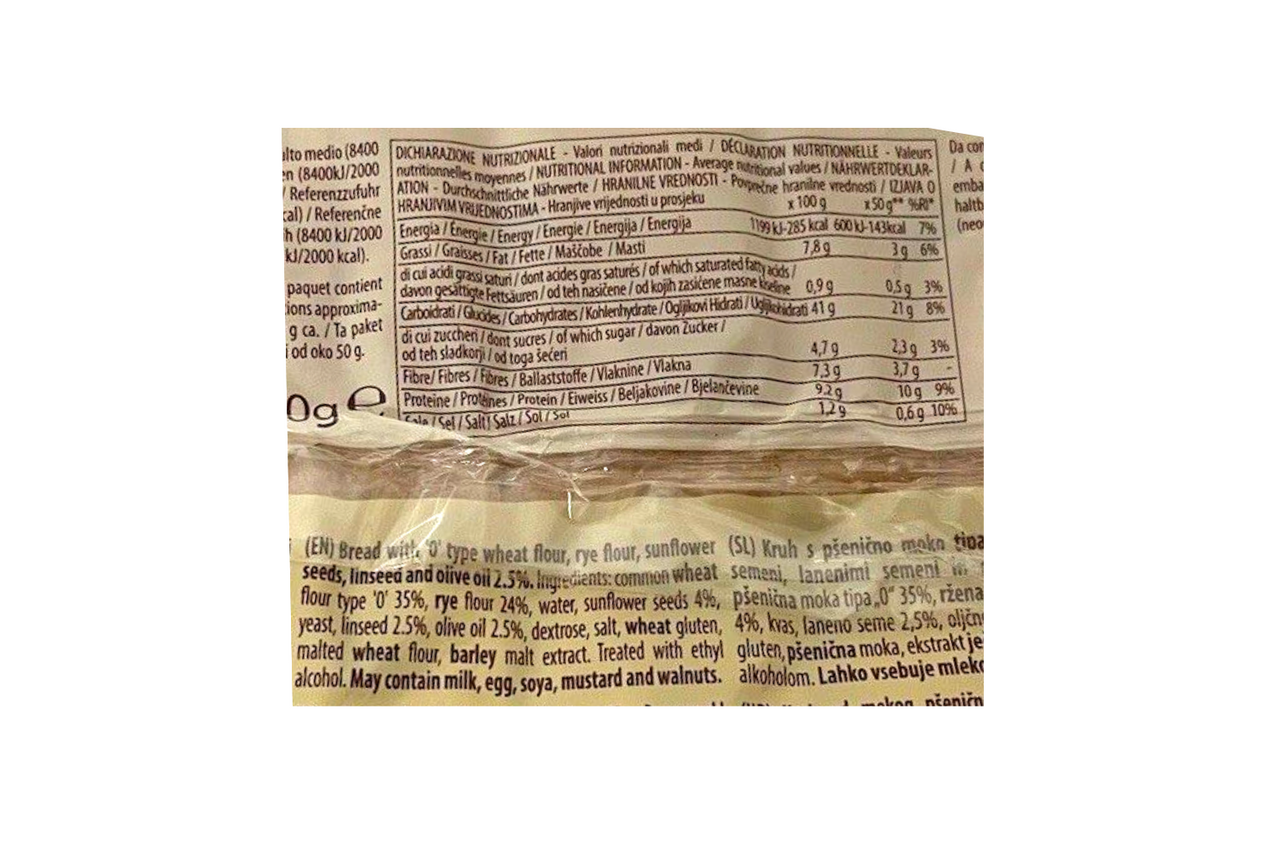 alto medio (8400
en (8400kJ/2000
/ Referenzzufuhr
cal) / Referenčne
h (8400 kJ/2000
kJ/2000 kcal).
paquet contient
ions approxima-
g ca. / Ta paket
i od oko 50 g.
0g e
DICHIARAZIONE NUTRIZIONALE - Valori nutrizionali medi / DÉCLARATION NUTRITIONNELLE - Valeurs
nutritionnelles moyennes / NUTRITIONAL INFORMATION - Average nutritional values / NÄHRWERTDEKLAR-
ATION - Durchschnittliche Nährwerte / HRANILNE VREDNOSTI - Povprečne hranilne vrednosti / IZJAVA O
HRANJIVIM VRIJEDNOSTIMA - Hranjive vrijednosti u prosjeku x 100 g x 50 g** %RI*
Energia / Énergie / Energy / Energie / Energija / Energija 1199 kJ-285 kcal 600 kJ-143kcal 7%
Grassi / Graisses / Fat / Fette / Maščobe / Masti 7,8 g 3 g 6%
di cui acidi grassi saturi / dont acides gras saturés / of which saturated fatty acids /
davon gesättigte Fettsäuren / od teh nasičene / od kojih zasićene masne kiseline 0,9 g 0,5 g 3%
Carboidrati / Glucides / Carbohydrates / Kohlenhydrate / Ogljikovi Hidrati / Ugljikohidrati 41 g 21 g 8%
di cui zuccheri / dont sucres / of which sugar / davon Zucker /
od teh sladkorji / od toga šećeri 4,7 g 2,3 g 3%
Fibre/ Fibres / Fibres / Ballaststoffe / Vlaknine / Vlakna 7,3 g 3,7 g -
Proteine / Protéines / Protein / Eiweiss / Beljakovine / Bjelančevine 9,2 g 10 g 9%
Sale / Sel / Salt / Salz / Sol / Sol 1,2 g 0,6 g 10%
Da con
/ A
emba
haltb
(neo
(EN) Bread with '0' type wheat flour, rye flour, sunflower
seeds, linseed and olive oil 2.5%. Ingredients: common wheat
flour type '0' 35%, rye flour 24%, water, sunflower seeds 4%,
yeast, linseed 2.5%, olive oil 2.5%, dextrose, salt, wheat gluten,
malted wheat flour, barley malt extract. Treated with ethyl
alcohol. May contain milk, egg, soya, mustard and walnuts.
(SL) Kruh s pšenično moko tipa
semeni, lanenimi semeni in
pšenična moka tipa „0“ 35%, ržena
4%, kvas, laneno seme 2,5%, oljčn
gluten, pšenična moka, ekstrakt je
alkoholom. Lahko vsebuje mlek
mokog pšeničn